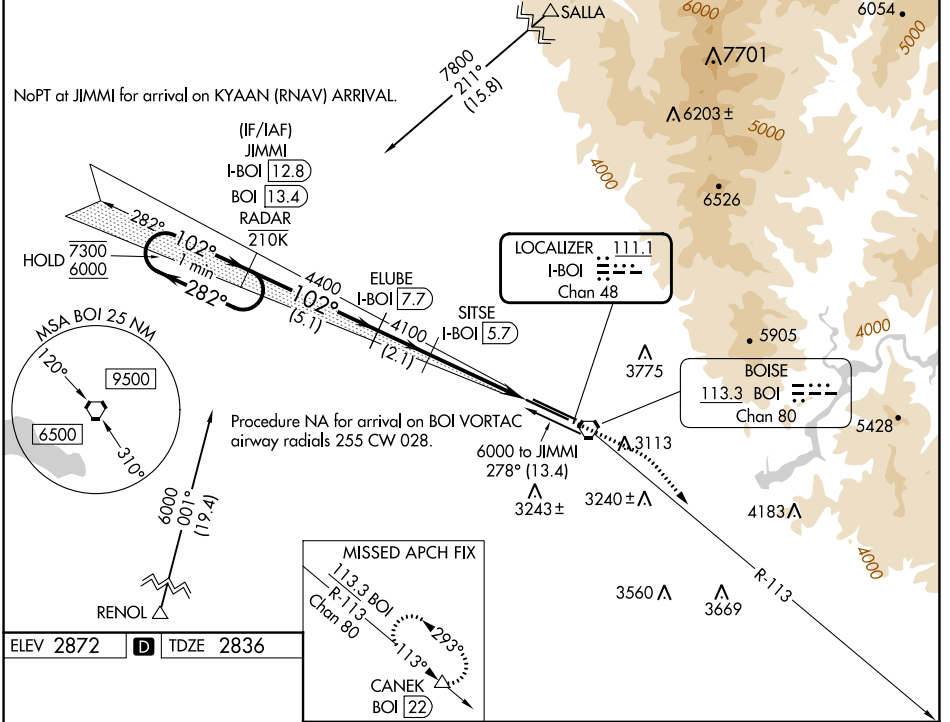 SALLA
6000
6054
5000
7701
7800
211°
(15.8)
NoPT at JIMMI for arrival on KYAAN (RNAV) ARRIVAL.
6203 ±
5000
4000
6526
(IF/IAF)
JIMMI
I-BOI 12.8
BOI 13.4
RADAR
210K
282°
102°
1 min
HOLD 7300
6000
282°
4400
102°
(5.1)
ELUBE
I-BOI 7.7
4100
(2.1)
SITSE
I-BOI 5.7
LOCALIZER 111.1
I-BOI
Chan 48
5905
4000
3775
BOISE
113.3 BOI
Chan 80
5428
MSA BOI 25 NM
120°
9500
6500
310°
Procedure NA for arrival on BOI VORTAC
airway radials 255 CW 028.
6000 to JIMMI
278° (13.4)
3113
3243 ±
3240 ±
4183
4000
6000
001°
(19.4)
RENOL
3560
3669
R-113
MISSED APCH FIX
113.3 BOI
R-113
Chan 80
293°
113°
CANEK
BOI 22
ELEV 2872 D TDZE 2836